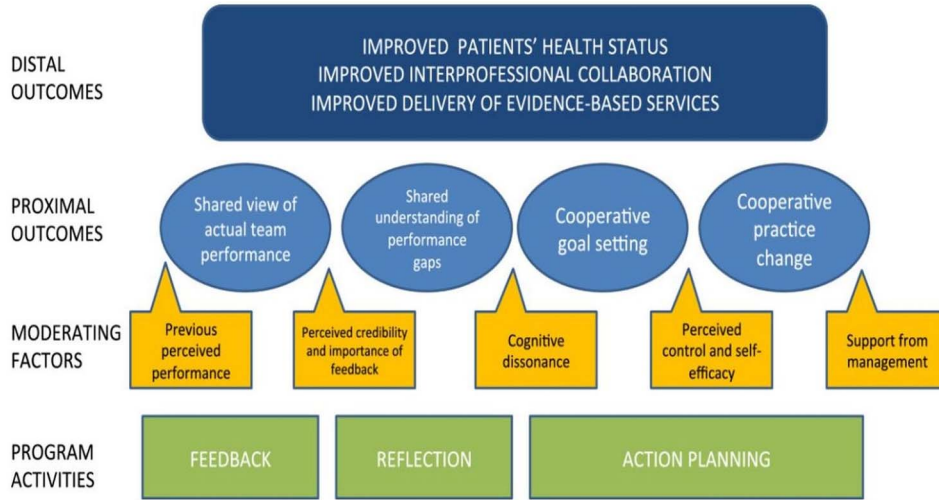 DISTAL
OUTCOMES
IMPROVED PATIENTS' HEALTH STATUS
IMPROVED INTERPROFESSIONAL COLLABORATION
IMPROVED DELIVERY OF EVIDENCE-BASED SERVICES
PROXIMAL
OUTCOMES
Shared view of
actual team
performance
Shared
understanding of
performance
gaps
Cooperative
goal setting
Cooperative
practice
change
MODERATING
FACTORS
Previous
perceived
performance
Perceived credibility
and importance of
feedback
Cognitive
dissonance
Perceived
control and self-
efficacy
Support from
management
PROGRAM
ACTIVITIES
FEEDBACK
REFLECTION
ACTION PLANNING